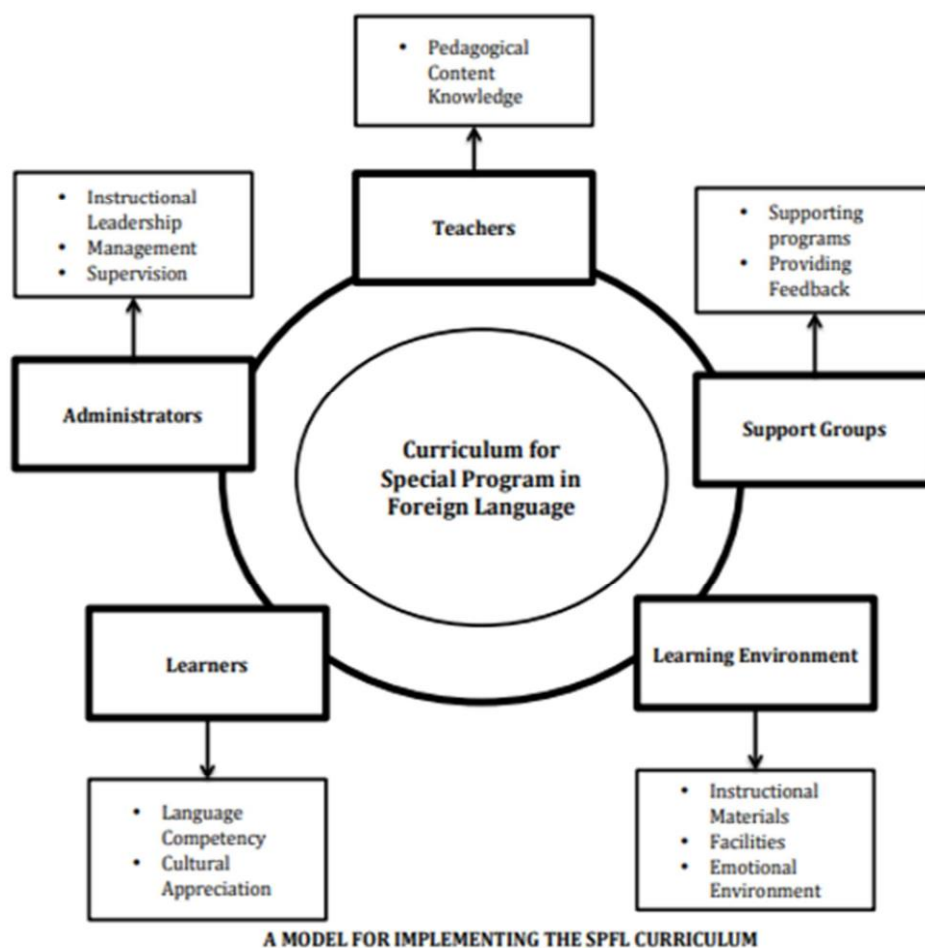 • Pedagogical
Content
Knowledge
Teachers
• Instructional
Leadership
• Management
• Supervision
Administrators
• Supporting
programs
• Providing
Feedback
Support Groups
Curriculum for
Special Program in
Foreign Language
Learners
• Language
Competency
• Cultural
Appreciation
Learning Environment
• Instructional
Materials
• Facilities
• Emotional
Environment
A MODEL FOR IMPLEMENTING THE SPFL CURRICULUM